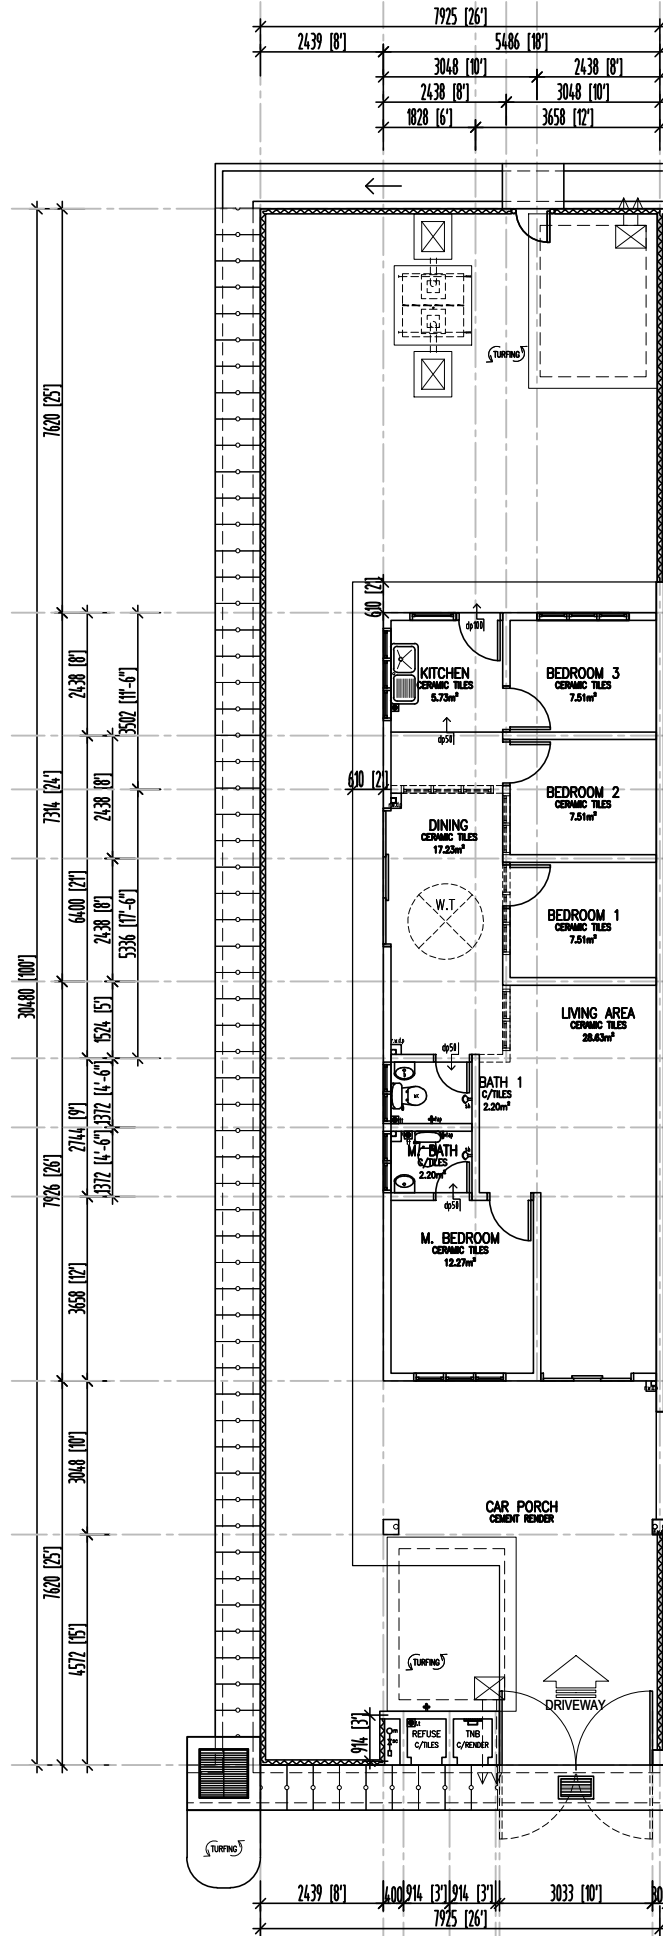 7925 [26']
2439 [8']
5486 [18']
3048 [10']
2438 [8']
2438 [8']
3048 [10']
1828 [6']
3658 [12']
TURFING
7620 [25']
30480 [100']
610 [2']
2438 [8']
3502 [11'-6"]
dp100
KITCHEN
CERAMIC TILES
5.73m²
BEDROOM 3
CERAMIC TILES
7.51m²
dp50
610 [2']
7314 [24']
2438 [8']
6400 [21']
2438 [8']
5336 [17'-6"]
1524 [5']
DINING
CERAMIC TILES
17.23m²
BEDROOM 2
CERAMIC TILES
7.51m²
W.T
BEDROOM 1
CERAMIC TILES
7.51m²
LIVING AREA
CERAMIC TILES
28.63m²
dp50
BATH 1
C/TILES
2.20m²
2744 [9']
1372 [4'-6"]
1372 [4'-6"]
M. BATH
C/TILES
2.20m²
dp50
7926 [26']
3658 [12']
M. BEDROOM
CERAMIC TILES
12.27m²
3048 [10']
CAR PORCH
CEMENT RENDER
7620 [25']
4572 [15']
TURFING
DRIVEWAY
914 [3']
REFUSE
C/TILES
TNB
C/RENDER
TURFING
2439 [8']
400
914 [3']
914 [3']
3033 [10']
7925 [26']